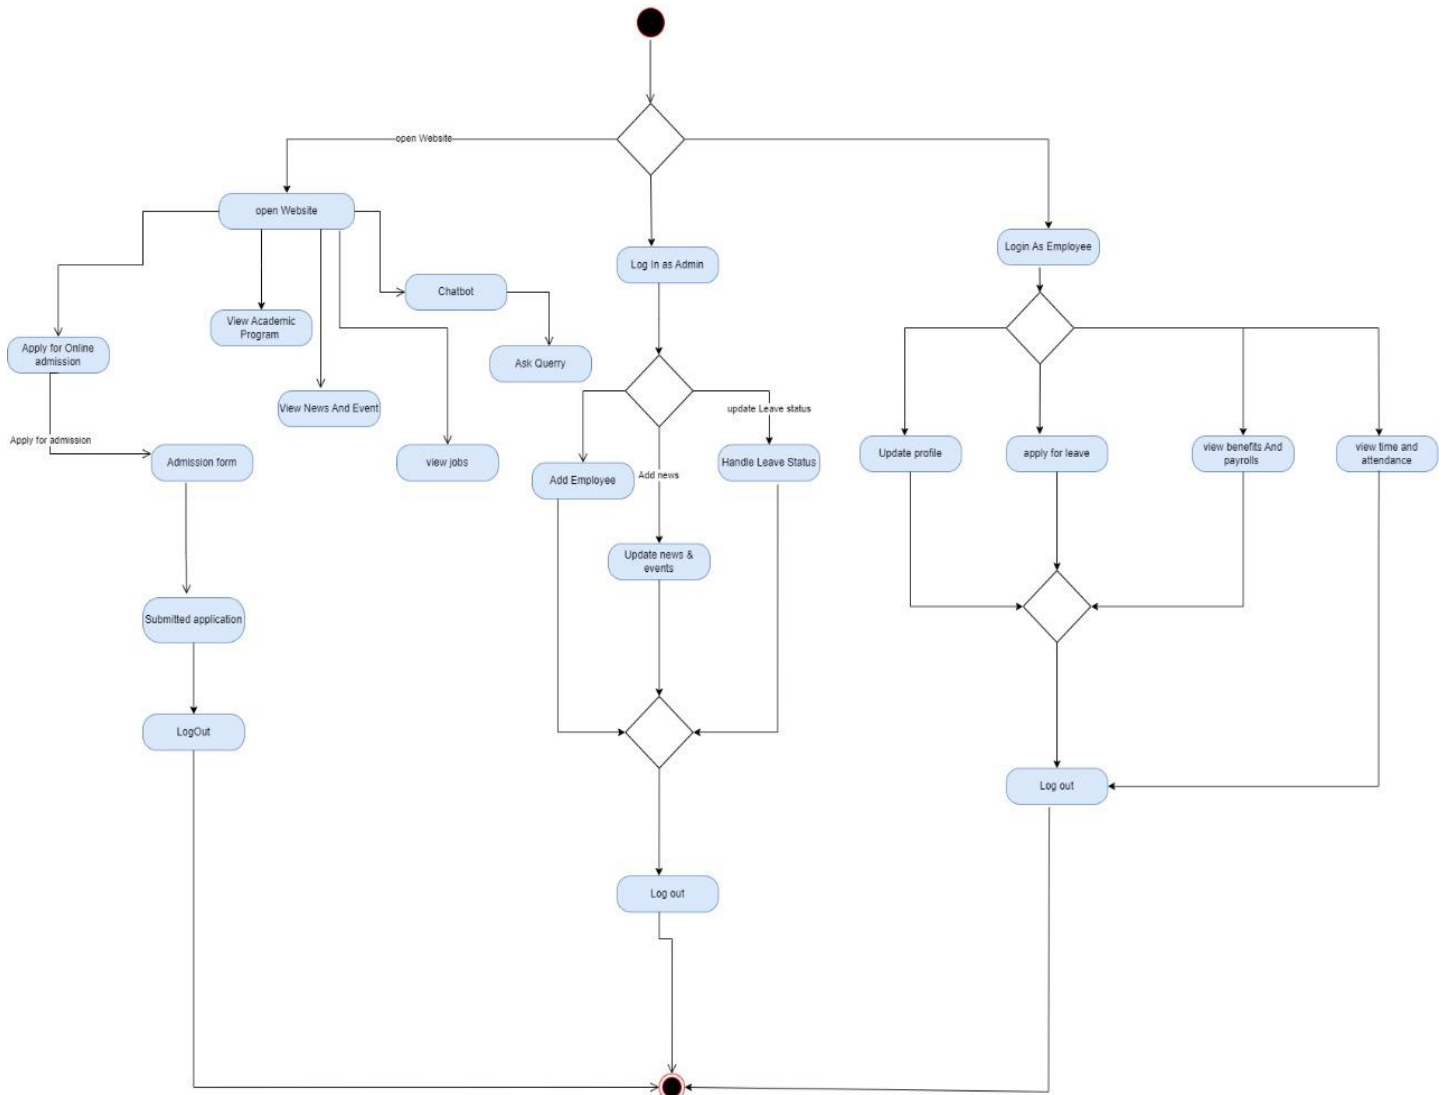 open Website
open Website
Log In as Admin
Login As Employee
Chatbot
View Academic
Program
Apply for Online
admission
Ask Querry
View News And Event
update Leave status
Apply for admission
Admission form
view jobs
Add Employee
Add news
Handle Leave Status
Update profile
apply for leave
view benefits And
payrolls
view time and
attendance
Update news &
events
Submitted application
LogOut
Log out
Log out